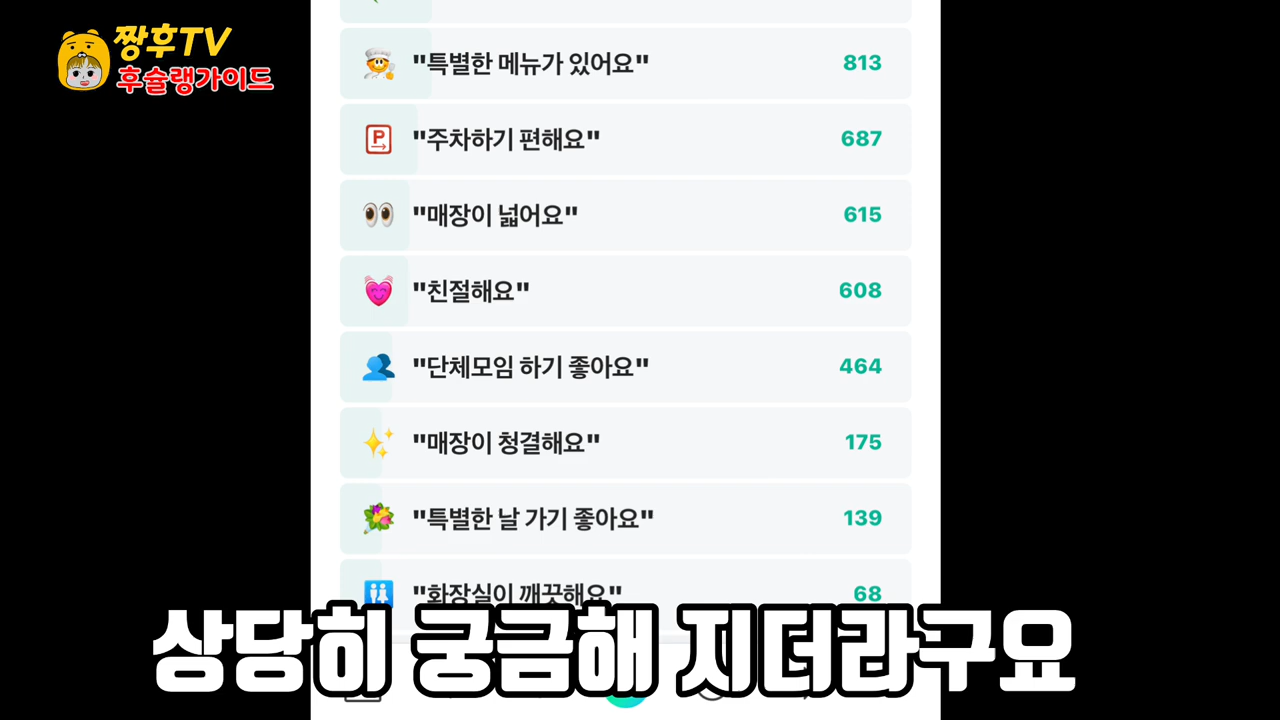 짱후TV
후슐랭가이드
"특별한 메뉴가 있어요" 813
"주차하기 편해요" 687
"매장이 넓어요" 615
"친절해요" 608
"단체모임 하기 좋아요" 464
"매장이 청결해요" 175
"특별한 날 가기 좋아요" 139
"화장실이 깨끗해요" 68
상당히 궁금해 지더라구요